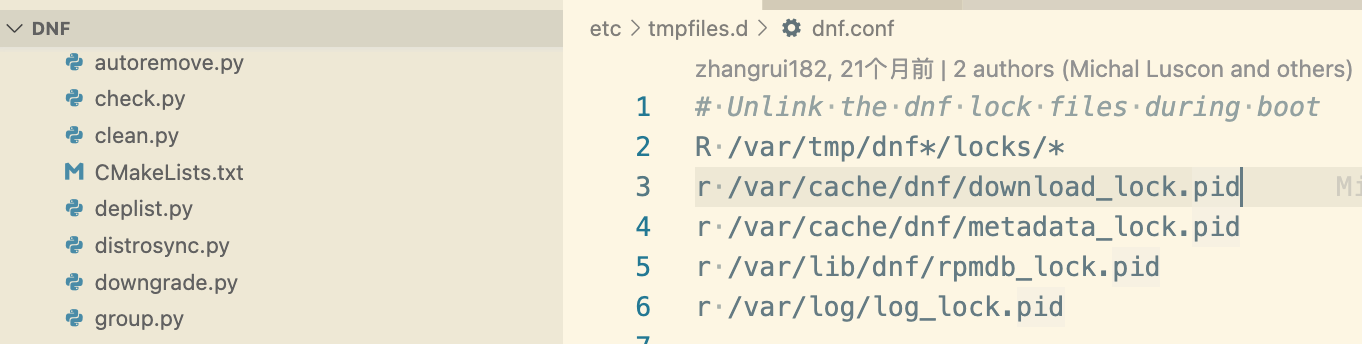 DNF
autoremove.py
check.py
clean.py
CMakeLists.txt
deplist.py
distrosync.py
downgrade.py
group.py
etc > tmpfiles.d > dnf.conf
zhangrui182, 21个月前 | 2 authors (Michal Luscon and others)
1 # Unlink the dnf lock files during boot
2 R /var/tmp/dnf*/locks/*
3 r /var/cache/dnf/download_lock.pid
4 r /var/cache/dnf/metadata_lock.pid
5 r /var/lib/dnf/rpmdb_lock.pid
6 r /var/log/log_lock.pid